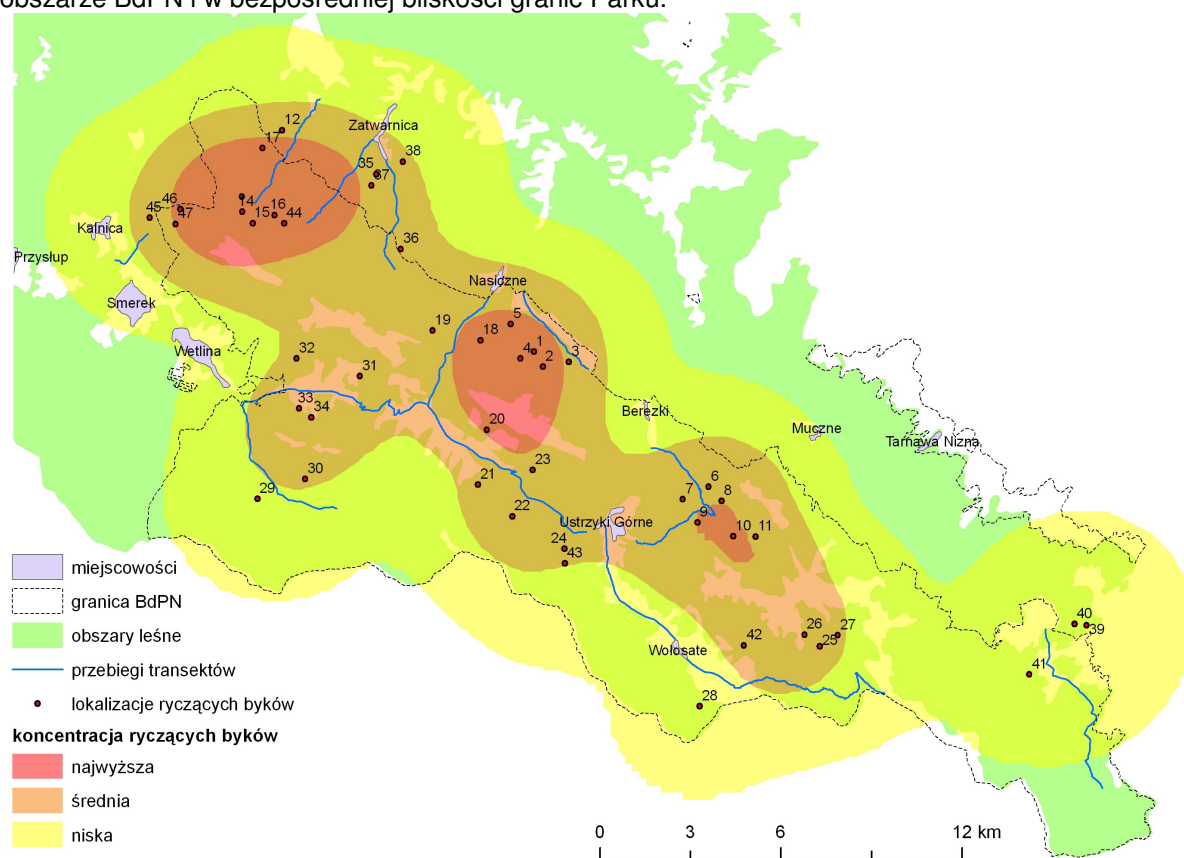 obszarze BdPN i w bezpośredniej bliskości granic Parku.
12
17
Zatwarnica
38
35
37
14
16
15
44
46
45
47
Kalnica
36
Przysłup
Nasiczne
Smerek
5
19
18
1
4
2
3
Wetlina
32
31
33
34
Berezki
20
Muczne
Tarnawa Niżna
23
30
21
6
7
8
29
22
Ustrzyki Górne
9
10
11
24
43
miejscowości
granica BdPN
obszary leśne
przebiegi transektów
lokalizacje ryczących byków
koncentracja ryczących byków
najwyższa
średnia
niska
40
39
26
27
42
25
Wołosate
41
28
0
3
6
12 km